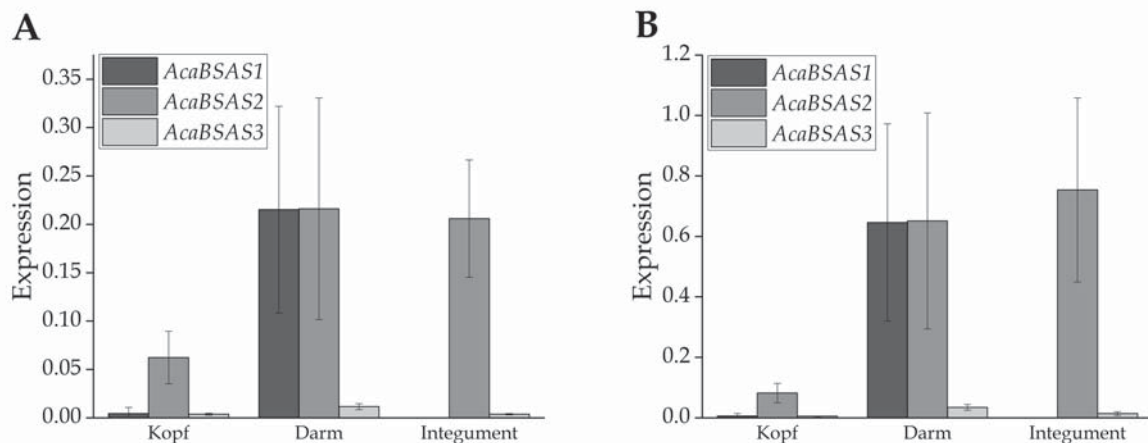 A
Expression
0.35
0.30
0.25
0.20
0.15
0.10
0.05
0.00
AcaBSAS1
AcaBSAS2
AcaBSAS3
Kopf Darm Integument
B
Expression
1.2
1.0
0.8
0.6
0.4
0.2
0.0
AcaBSAS1
AcaBSAS2
AcaBSAS3
Kopf Darm Integument